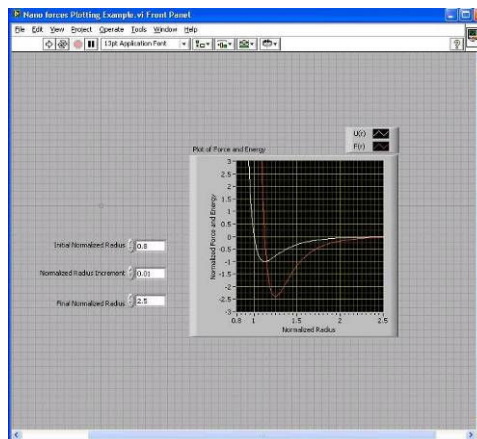 Nano forces Plotting Example.vi Front Panel
File Edit View Project Operate Tools Window Help
13pt Application Font
U(r)
F(r)
Plot of Force and Energy
3
2.5
2
1.5
1
0.5
0
-0.5
-1
-1.5
-2
-2.5
-3
Normalized Force and Energy
0.8 1 1.5 2 2.5
Normalized Radius
Initial Normalized Radius 0.8
Normalized Radius Increment 0.01
Final Normalized Radius 2.5